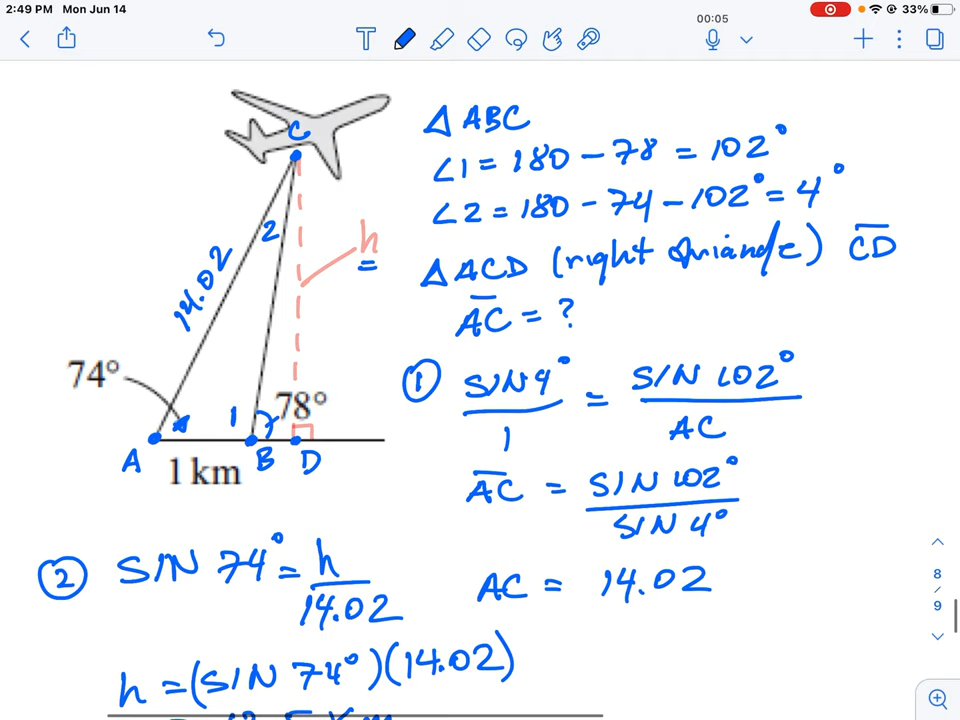 2:49 PM Mon Jun 14
33%
00:05
T
C
2
14.02
h
=
74°
1
78°
A
B
D
1 km
Δ ABC
∠1 = 180 - 78 = 102°
∠2 = 180 - 74 - 102° = 4°
Δ ACD (right triangle) CD
AC = ?
① SIN 4° / 1 = SIN 102° / AC
AC = SIN 102° / SIN 4°
AC = 14.02
② SIN 74° = h / 14.02
h = (SIN 74°)(14.02)
8
/
9